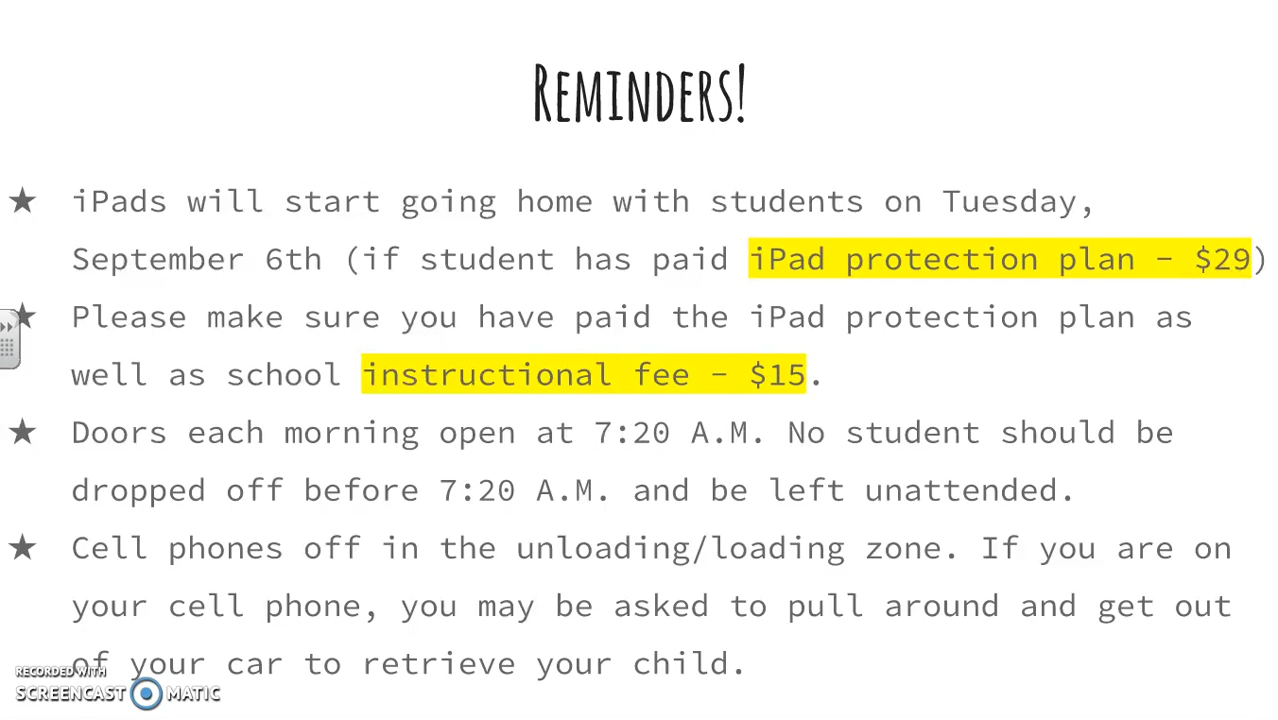 Reminders!
★ iPads will start going home with students on Tuesday,
September 6th (if student has paid iPad protection plan - $29)
★ Please make sure you have paid the iPad protection plan as
well as school instructional fee - $15.
★ Doors each morning open at 7:20 A.M. No student should be
dropped off before 7:20 A.M. and be left unattended.
★ Cell phones off in the unloading/loading zone. If you are on
your cell phone, you may be asked to pull around and get out
of your car to retrieve your child.
RECORDED WITH
SCREENCAST MATIC